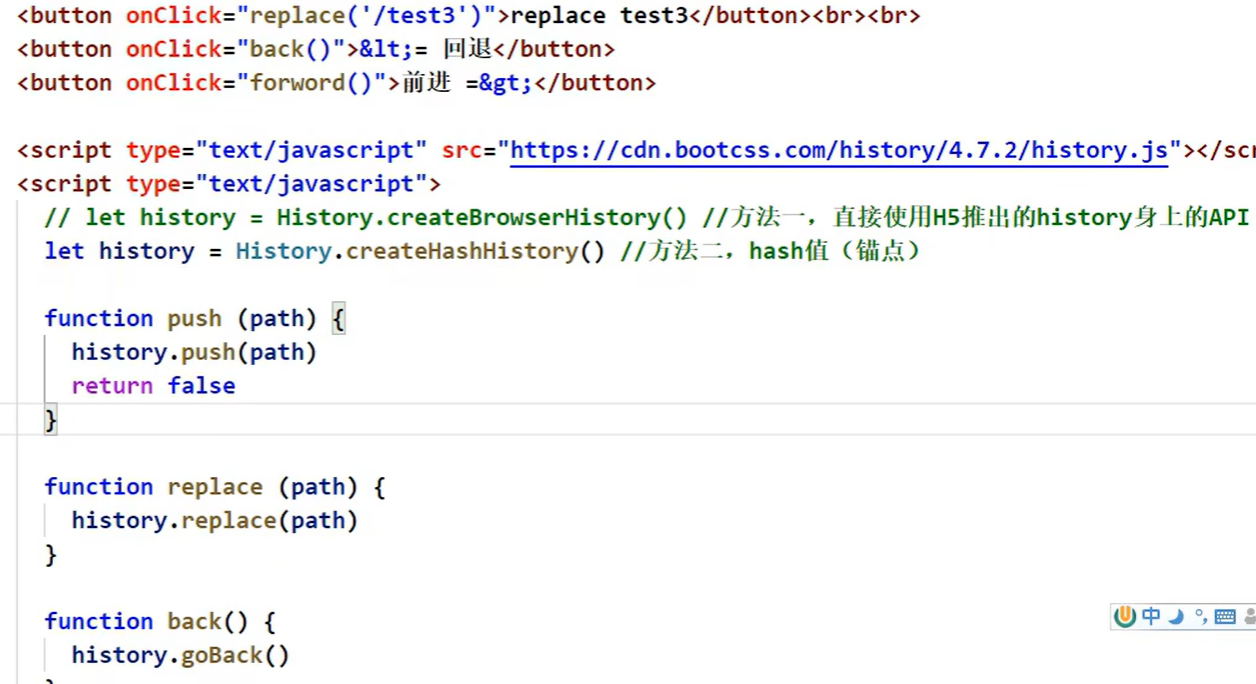 <button onClick="replace('/test3')">replace test3</button><br><br>
<button onClick="back()">&lt;= 回退</button>
<button onClick="forword()">前进 =&gt;</button>
<script type="text/javascript" src="https://cdn.bootcss.com/history/4.7.2/history.js"></scr
<script type="text/javascript">
// let history = History.createBrowserHistory() //方法一，直接使用H5推出的history身上的API
let history = History.createHashHistory() //方法二，hash值（锚点）
function push (path) {
history.push(path)
return false
}
function replace (path) {
history.replace(path)
}
function back() {
history.goBack()
中